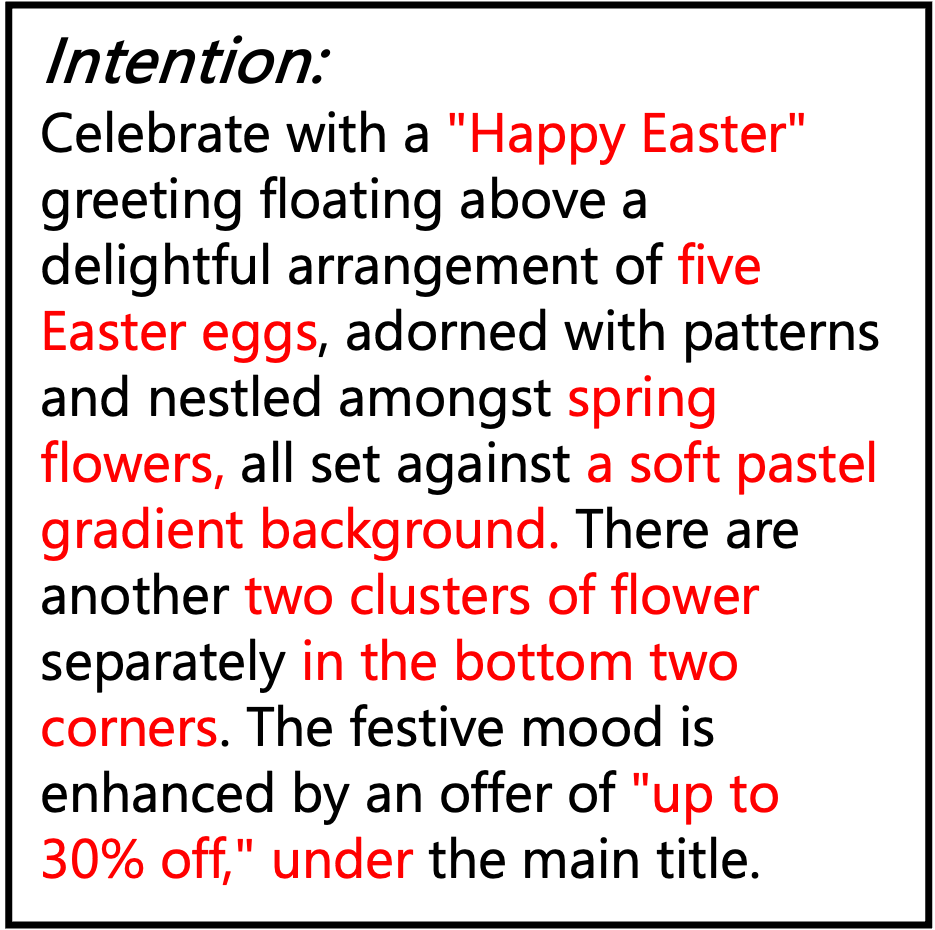 Intention:
Celebrate with a "Happy Easter"
greeting floating above a
delightful arrangement of five
Easter eggs, adorned with patterns
and nestled amongst spring
flowers, all set against a soft pastel
gradient background. There are
another two clusters of flower
separately in the bottom two
corners. The festive mood is
enhanced by an offer of "up to
30% off," under the main title.